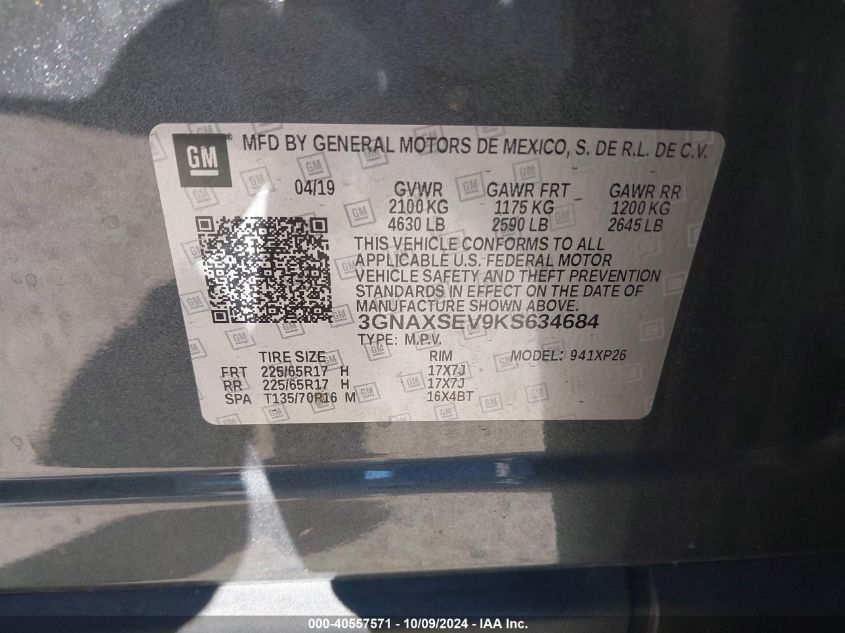 GM ® MFD BY GENERAL MOTORS DE MEXICO, S. DE R.L. DE C.V.
04/19 GVWR GAWR FRT GAWR RR
2100 KG 1175 KG 1200 KG
4630 LB 2590 LB 2645 LB
THIS VEHICLE CONFORMS TO ALL
APPLICABLE U.S. FEDERAL MOTOR
VEHICLE SAFETY AND THEFT PREVENTION
STANDARDS IN EFFECT ON THE DATE OF
MANUFACTURE SHOWN ABOVE.
3GNAXSEV9KS634684
TYPE: M.P.V.
TIRE SIZE RIM MODEL: 941XP26
FRT 225/65R17 H 17X7J
RR 225/65R17 H 17X7J
SPA T135/70R16 M 16X4BT
000-40557571 - 10/09/2024 - IAA Inc.